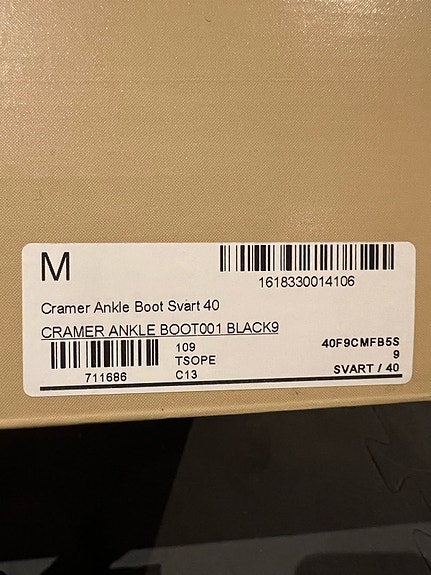 M
1618330014106
Cramer Ankle Boot Svart 40
CRAMER ANKLE BOOT001 BLACK9
711686
109
TSOPE
C13
40F9CMFB5S
9
SVART / 40